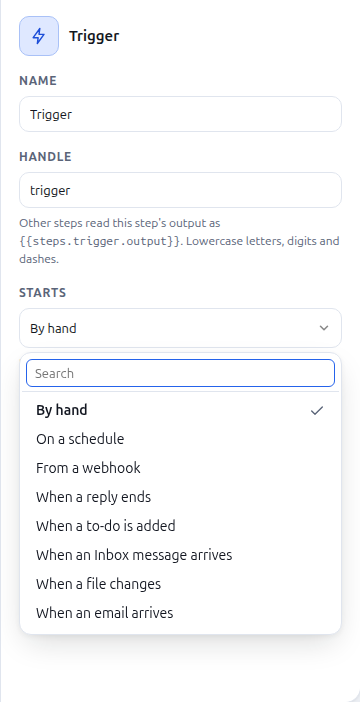 Trigger
NAME
Trigger
HANDLE
trigger
Other steps read this step's output as
{{steps.trigger.output}}. Lowercase letters, digits and
dashes.
STARTS
By hand
Search
By hand
On a schedule
From a webhook
When a reply ends
When a to-do is added
When an Inbox message arrives
When a file changes
When an email arrives